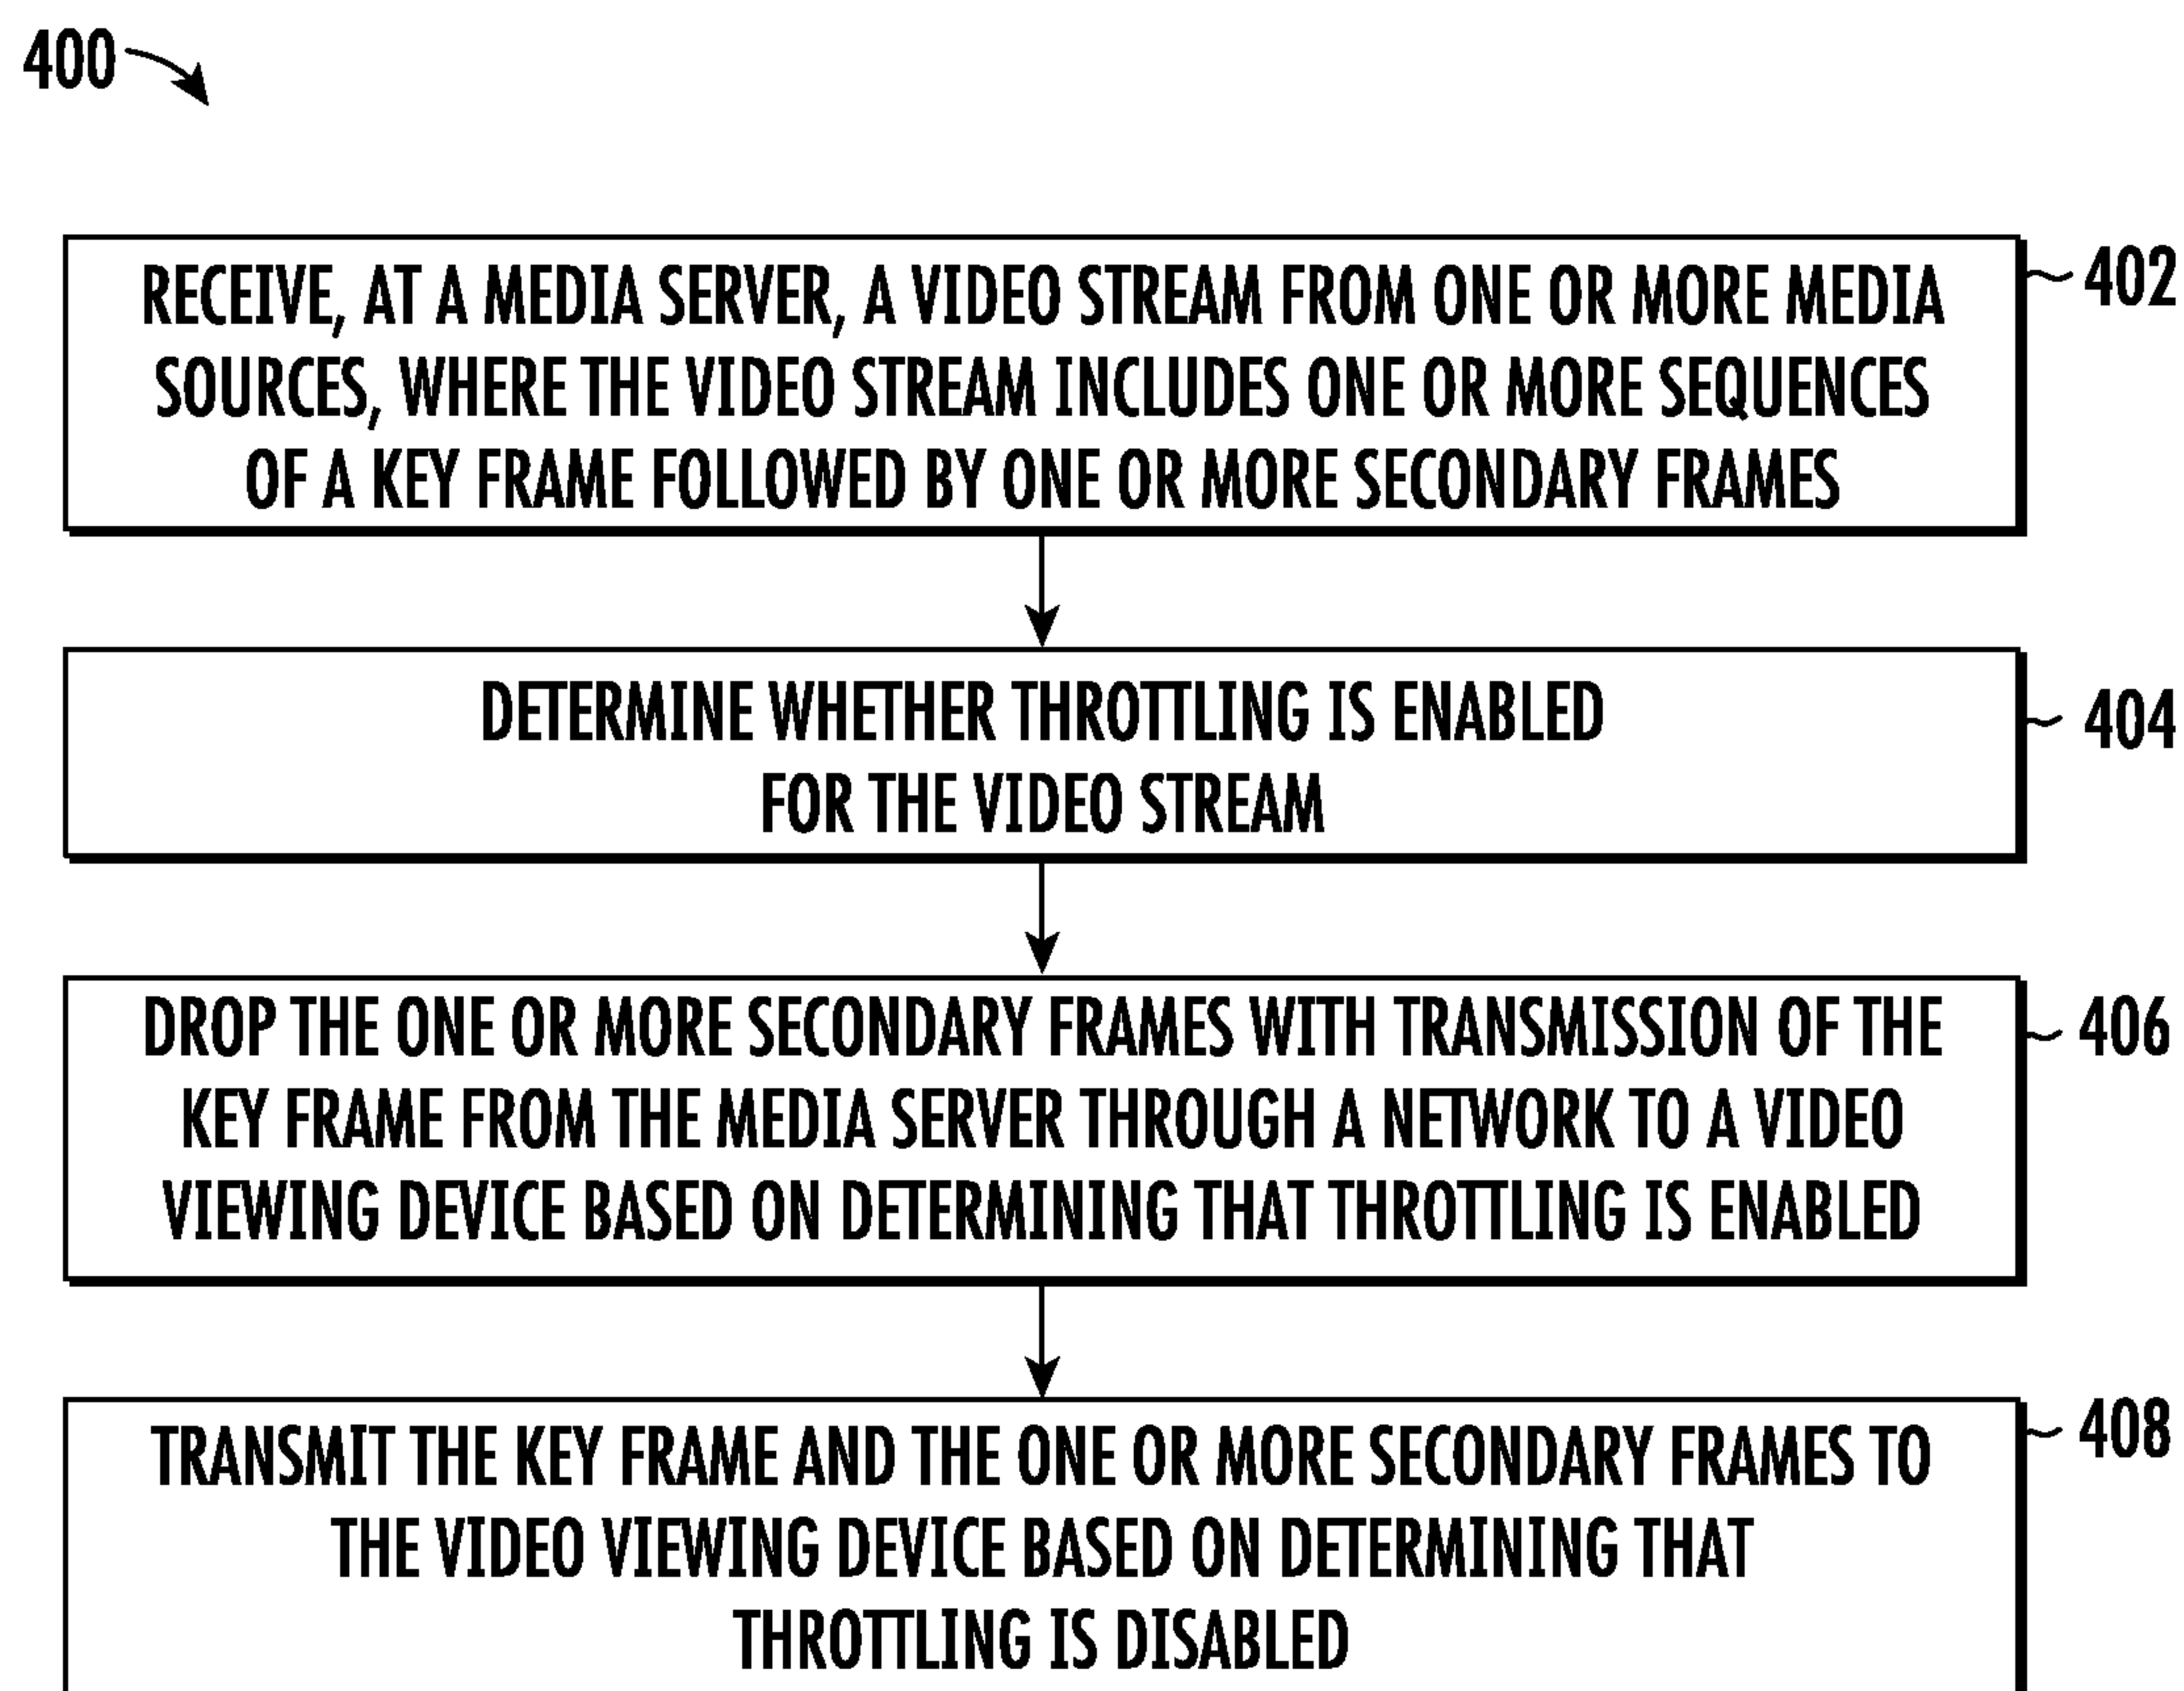 400
RECEIVE, AT A MEDIA SERVER, A VIDEO STREAM FROM ONE OR MORE MEDIA
SOURCES, WHERE THE VIDEO STREAM INCLUDES ONE OR MORE SEQUENCES
OF A KEY FRAME FOLLOWED BY ONE OR MORE SECONDARY FRAMES
402
DETERMINE WHETHER THROTTLING IS ENABLED
FOR THE VIDEO STREAM
404
DROP THE ONE OR MORE SECONDARY FRAMES WITH TRANSMISSION OF THE
KEY FRAME FROM THE MEDIA SERVER THROUGH A NETWORK TO A VIDEO
VIEWING DEVICE BASED ON DETERMINING THAT THROTTLING IS ENABLED
406
TRANSMIT THE KEY FRAME AND THE ONE OR MORE SECONDARY FRAMES TO
THE VIDEO VIEWING DEVICE BASED ON DETERMINING THAT
THROTTLING IS DISABLED
408